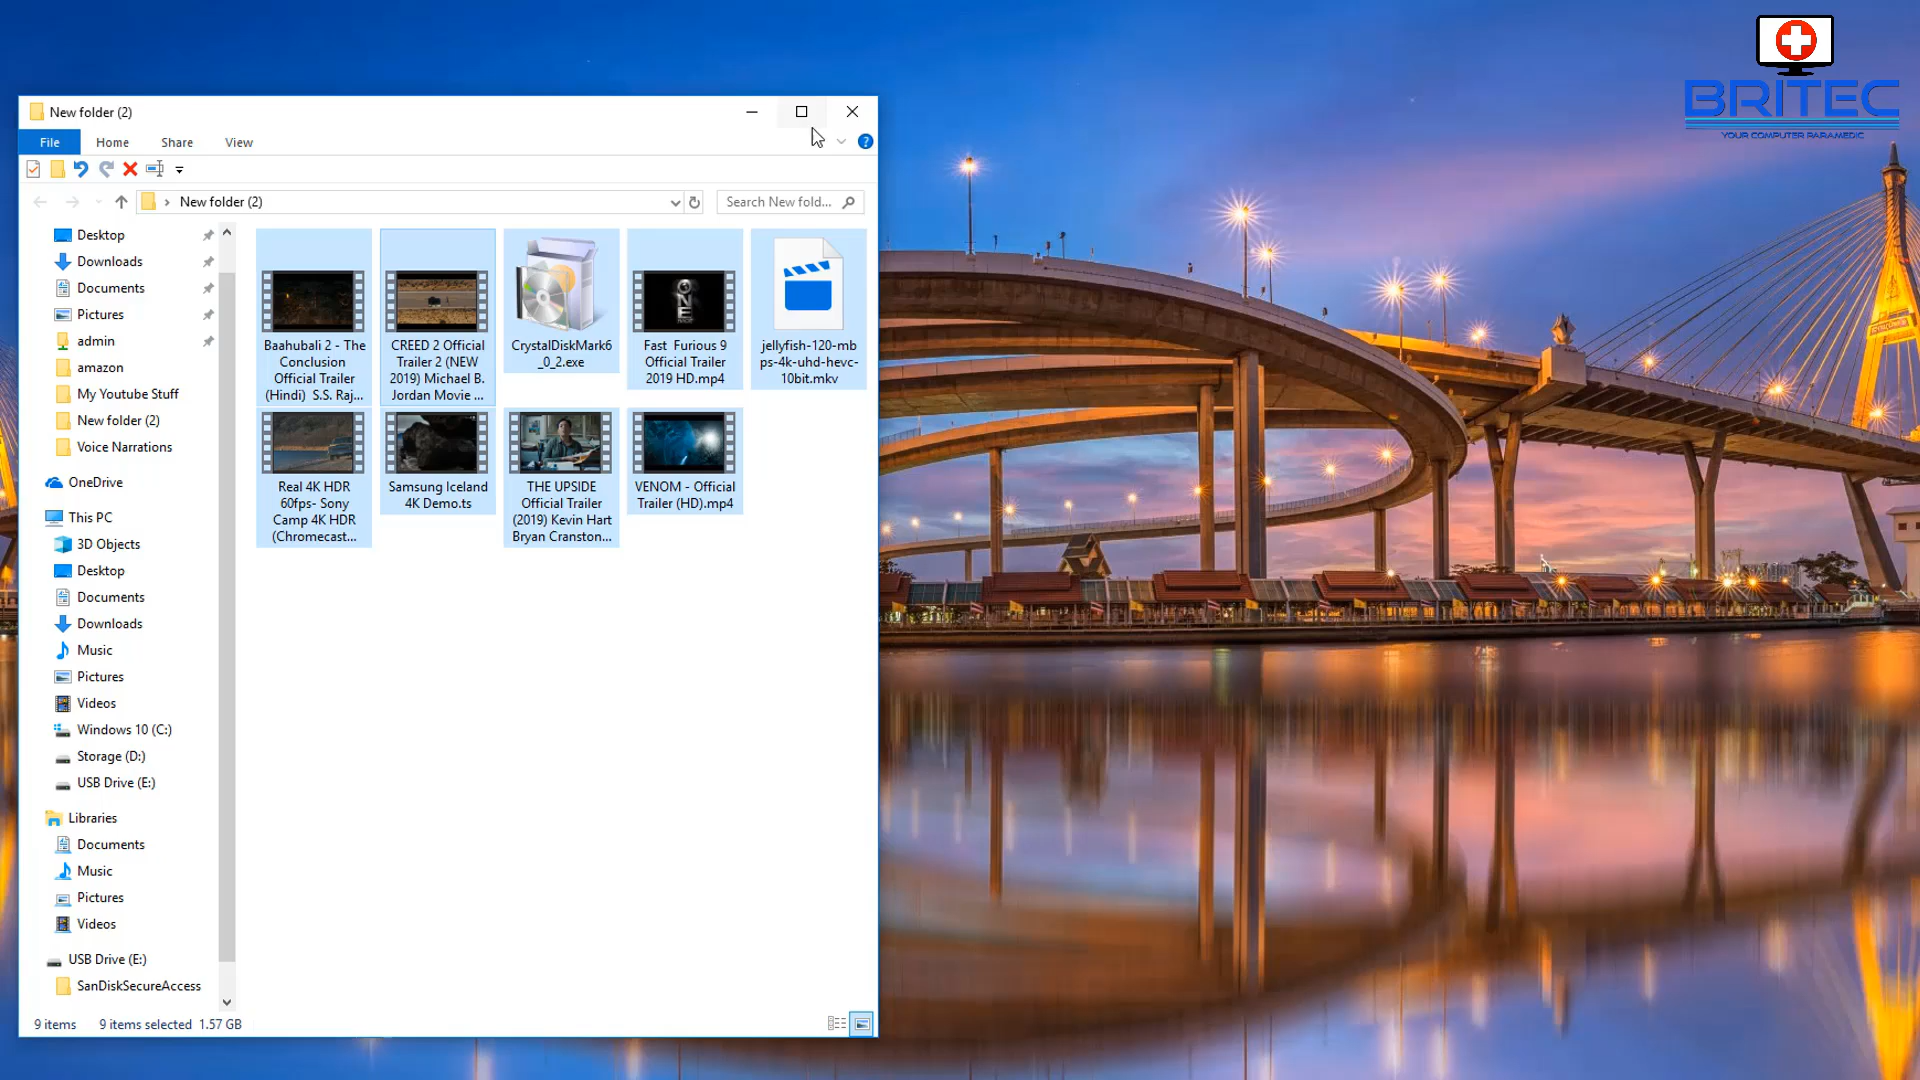 BRITEC
YOUR COMPUTER PARAMEDIC
New folder (2)
File Home Share View
New folder (2)
Search New fold...
Desktop
Downloads
Documents
Pictures
admin
amazon
My Youtube Stuff
New folder (2)
Voice Narrations
OneDrive
This PC
3D Objects
Desktop
Documents
Downloads
Music
Pictures
Videos
Windows 10 (C:)
Storage (D:)
USB Drive (E:)
Libraries
Documents
Music
Pictures
Videos
USB Drive (E:)
SanDiskSecureAccess
Baahubali 2 - The
Conclusion
Official Trailer
(Hindi) S.S. Raj...
CREED 2 Official
Trailer 2 (NEW
2019) Michael B.
Jordan Movie ...
CrystalDiskMark6
_0_2.exe
Fast Furious 9
Official Trailer
2019 HD.mp4
jellyfish-120-mb
ps-4k-uhd-hevc-
10bit.mkv
Real 4K HDR
60fps- Sony
Camp 4K HDR
(Chromecast...
Samsung Iceland
4K Demo.ts
THE UPSIDE
Official Trailer
(2019) Kevin Hart
Bryan Cranston...
VENOM - Official
Trailer (HD).mp4
9 items 9 items selected 1.57 GB